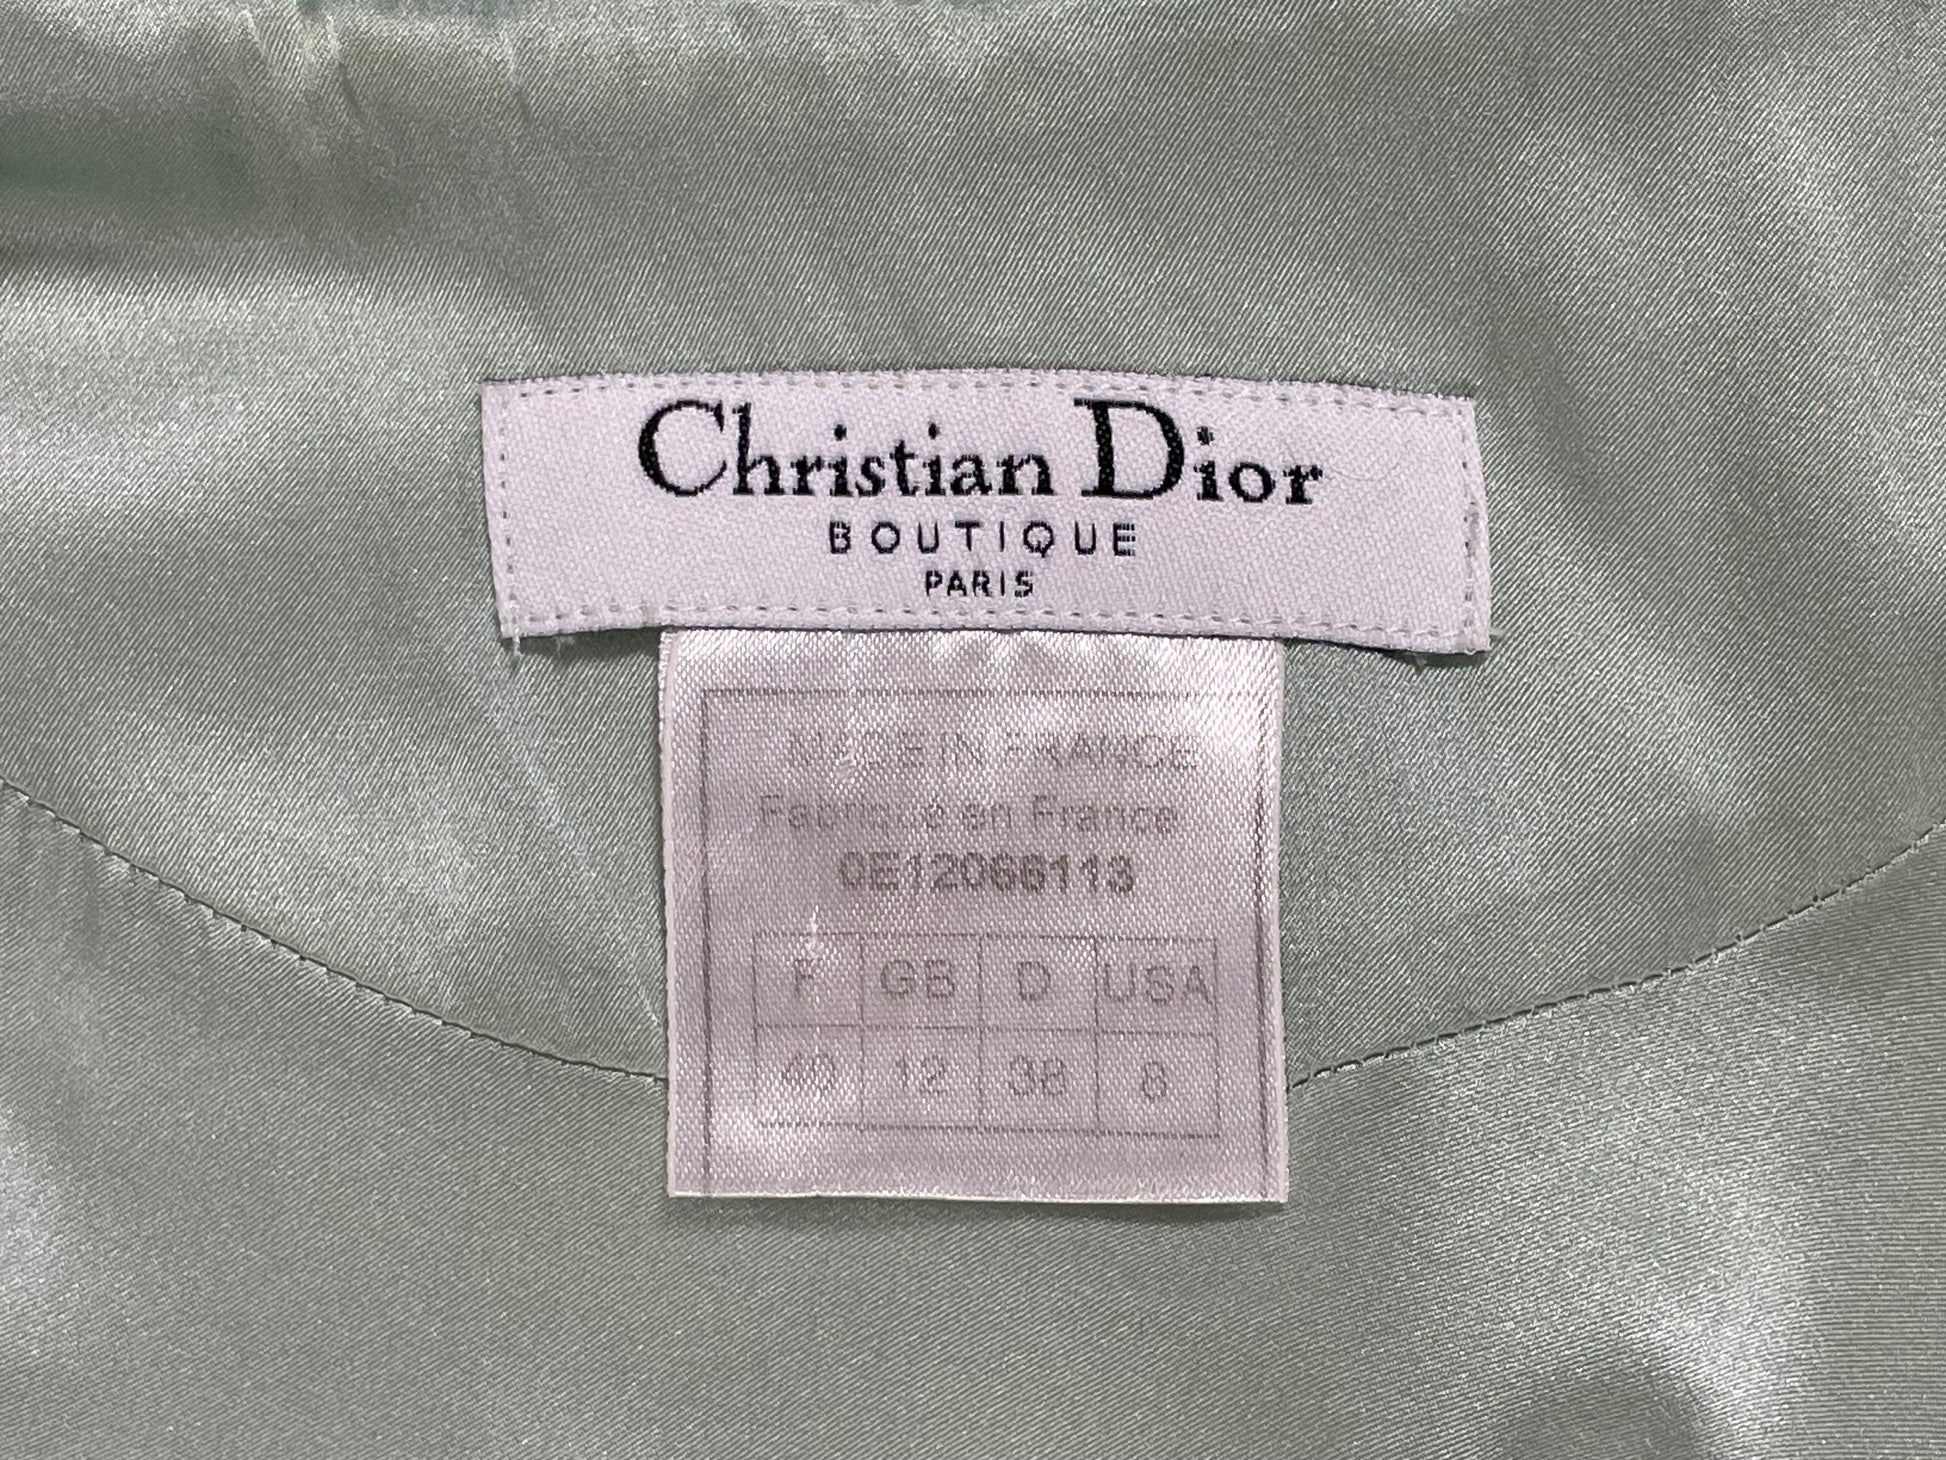 Christian Dior
BOUTIQUE
PARIS
MADE IN FRANCE
Fabriqué en France
0E12066113
F GB D USA
40 12 38 8